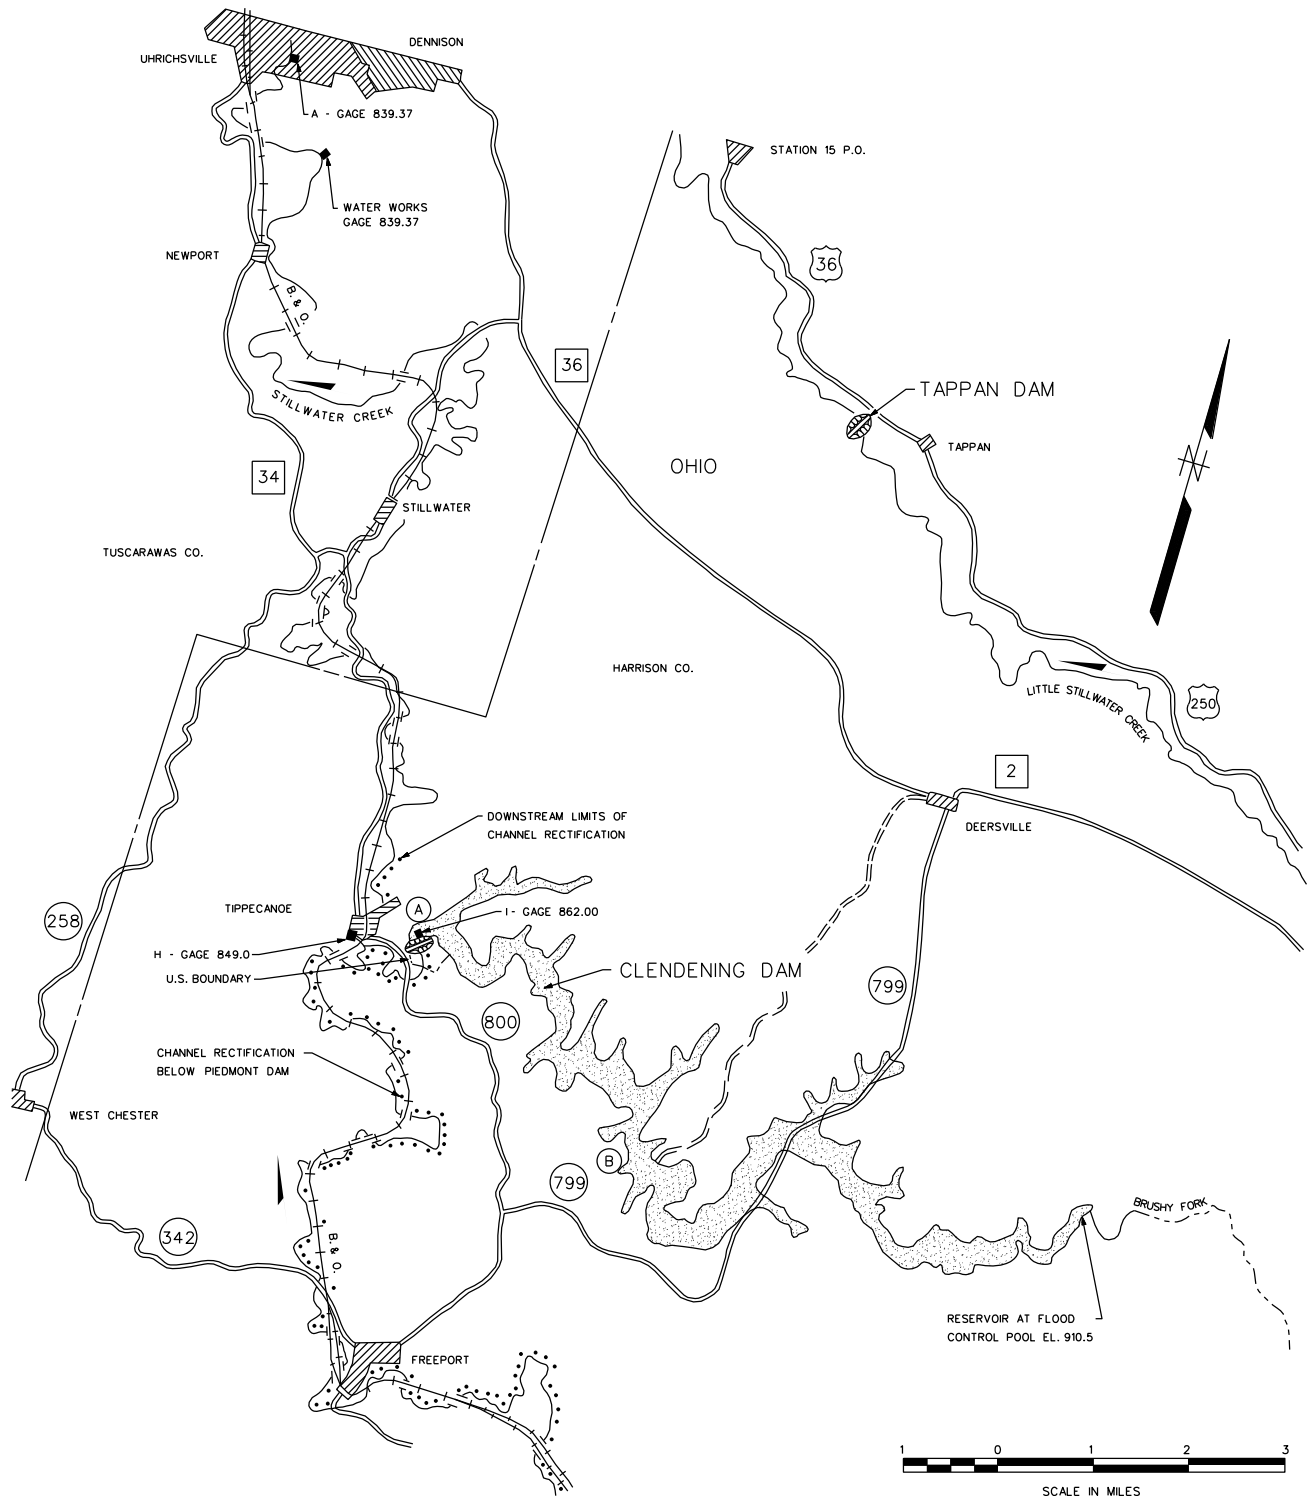 DENNISON
UHRICHSVILLE
A - GAGE 839.37
STATION 15 P.O.
WATER WORKS
GAGE 839.37
NEWPORT
36
B. & O.
36
TAPPAN DAM
STILLWATER CREEK
TAPPAN
OHIO
34
STILLWATER
TUSCARAWAS CO.
HARRISON CO.
LITTLE STILLWATER CREEK
250
2
DOWNSTREAM LIMITS OF
CHANNEL RECTIFICATION
DEERSVILLE
TIPPECANOE
A
I - GAGE 862.00
258
H - GAGE 849.0
U.S. BOUNDARY
CLENDENING DAM
799
800
CHANNEL RECTIFICATION
BELOW PIEDMONT DAM
WEST CHESTER
B
799
BRUSHY FORK
342
B. & O.
RESERVOIR AT FLOOD
CONTROL POOL EL. 910.5
FREEPORT
1 0 1 2 3
SCALE IN MILES
N